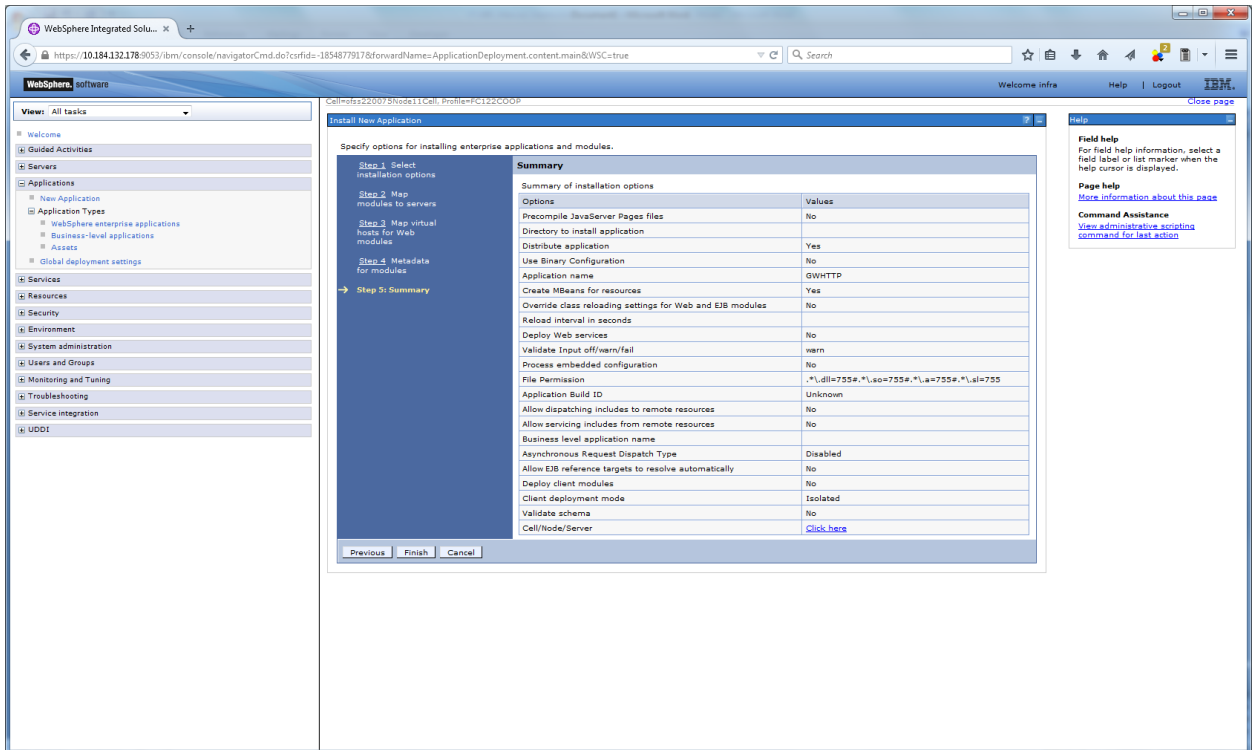 WebSphere Integrated Solu...
https://10.184.132.178:9053/ibm/console/navigatorCmd.do?csrfid=-1854877917&forwardName=ApplicationDeployment.content.main&WSC=true
Search
2
WebSphere. software
Welcome infra
Help | Logout
IBM.
View: All tasks
Welcome
Guided Activities
Servers
Applications
New Application
Application Types
WebSphere enterprise applications
Business-level applications
Assets
Global deployment settings
Services
Resources
Security
Environment
System administration
Users and Groups
Monitoring and Tuning
Troubleshooting
Service integration
UDDI
Cell=ofss220075Node11Cell, Profile=FC122COOP
Close page
Install New Application
?
Specify options for installing enterprise applications and modules.
Step 1 Select
installation options
Step 2 Map
modules to servers
Step 3 Map virtual
hosts for Web
modules
Step 4 Metadata
for modules
Step 5: Summary
Summary
Summary of installation options
Options Values
Precompile JavaServer Pages files No
Directory to install application
Distribute application Yes
Use Binary Configuration No
Application name GWHTTP
Create MBeans for resources Yes
Override class reloading settings for Web and EJB modules No
Reload interval in seconds
Deploy Web services No
Validate Input off/warn/fail warn
Process embedded configuration No
File Permission .*\.dll=755#.*\.so=755#.*\.a=755#.*\.sl=755
Application Build ID Unknown
Allow dispatching includes to remote resources No
Allow servicing includes from remote resources No
Business level application name
Asynchronous Request Dispatch Type Disabled
Allow EJB reference targets to resolve automatically No
Deploy client modules No
Client deployment mode Isolated
Validate schema No
Cell/Node/Server Click here
Previous Finish Cancel
Help
Field help
For field help information, select a
field label or list marker when the
help cursor is displayed.
Page help
More information about this page
Command Assistance
View administrative scripting
command for last action